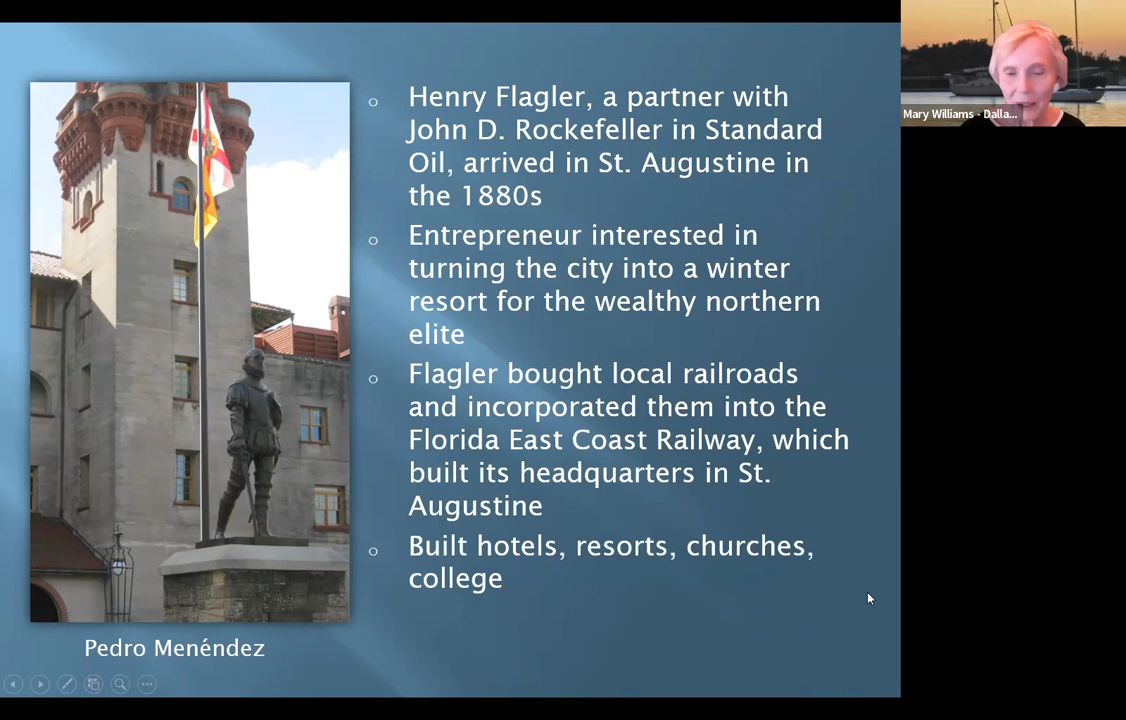 Henry Flagler, a partner with
John D. Rockefeller in Standard
Oil, arrived in St. Augustine in
the 1880s
Entrepreneur interested in
turning the city into a winter
resort for the wealthy northern
elite
Flagler bought local railroads
and incorporated them into the
Florida East Coast Railway, which
built its headquarters in St.
Augustine
Built hotels, resorts, churches,
college
Pedro Menéndez
Mary Williams - Dalla...